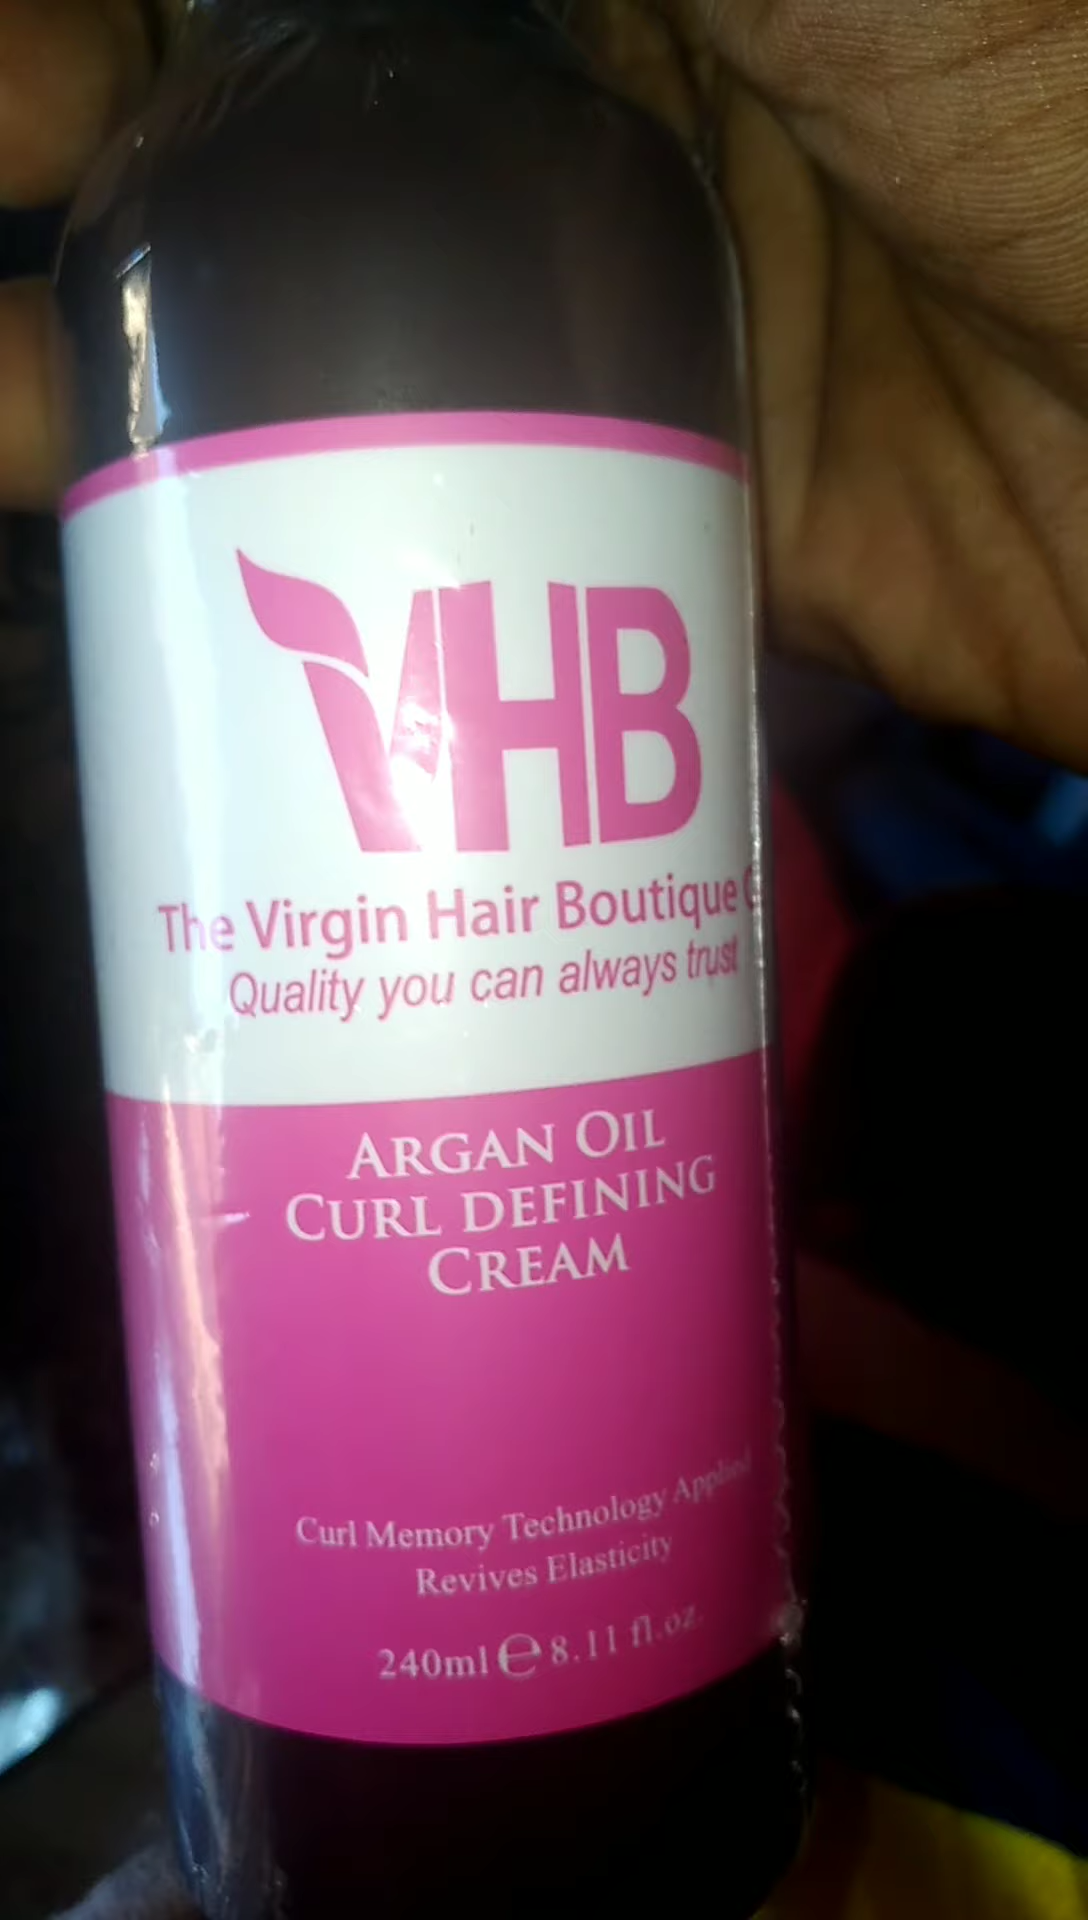 VHB
The Virgin Hair Boutique
Quality you can always trust
ARGAN OIL
CURL DEFINING
CREAM
Curl Memory Technology Applied
Revives Elasticity
240ml ℮ 8.11 fl.oz.